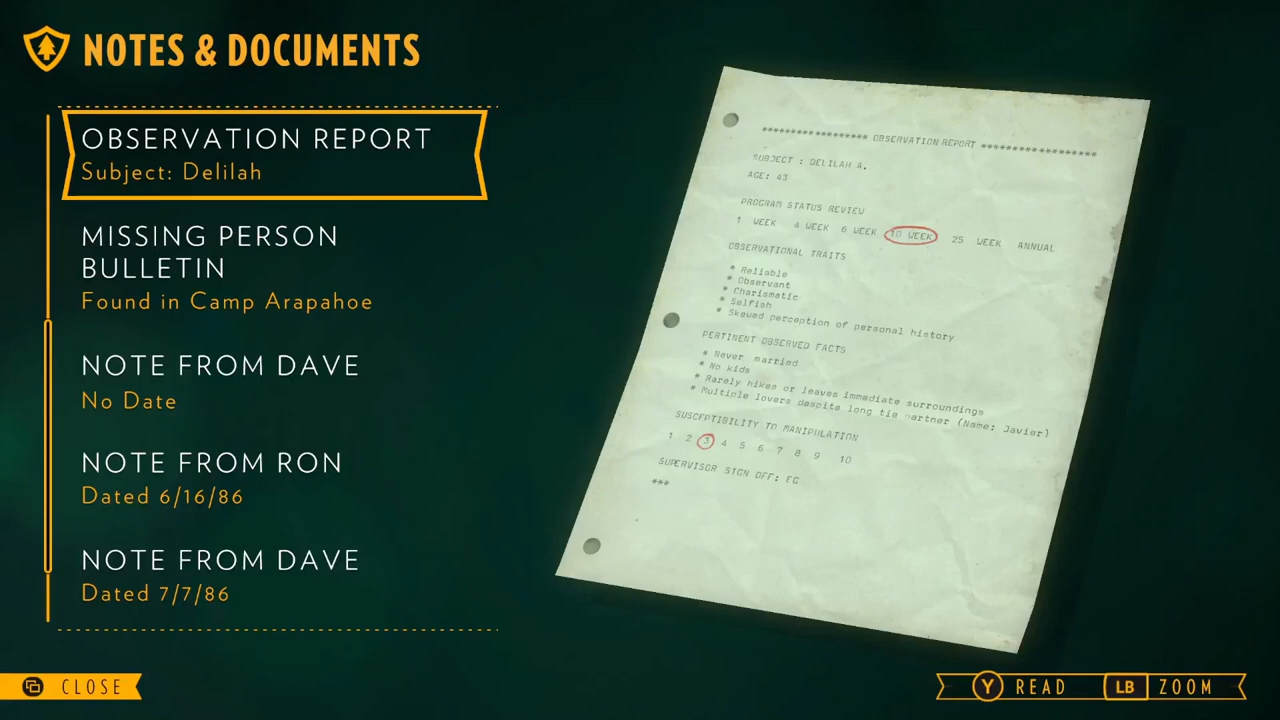 NOTES & DOCUMENTS
OBSERVATION REPORT
Subject: Delilah
MISSING PERSON
BULLETIN
Found in Camp Arapahoe
NOTE FROM DAVE
No Date
NOTE FROM RON
Dated 6/16/86
NOTE FROM DAVE
Dated 7/7/86
CLOSE
****************** OBSERVATION REPORT ********************
SUBJECT : DELILAH A.
AGE: 43
PROGRAM STATUS REVIEW
1 WEEK 4 WEEK 6 WEEK 10 WEEK 25 WEEK ANNUAL
OBSERVATIONAL TRAITS
* Reliable
* Observant
* Charismatic
* Selfish
* Skewed perception of personal history
PERTINENT OBSERVED FACTS
* Never married
* No kids
* Rarely hikes or leaves immediate surroundings
* Multiple lovers despite long tie partner (Name: Javier)
SUSCEPTIBILITY TO MANIPULATION
1 2 3 4 5 6 7 8 9 10
SUPERVISOR SIGN OFF: EG
***
Y READ LB ZOOM